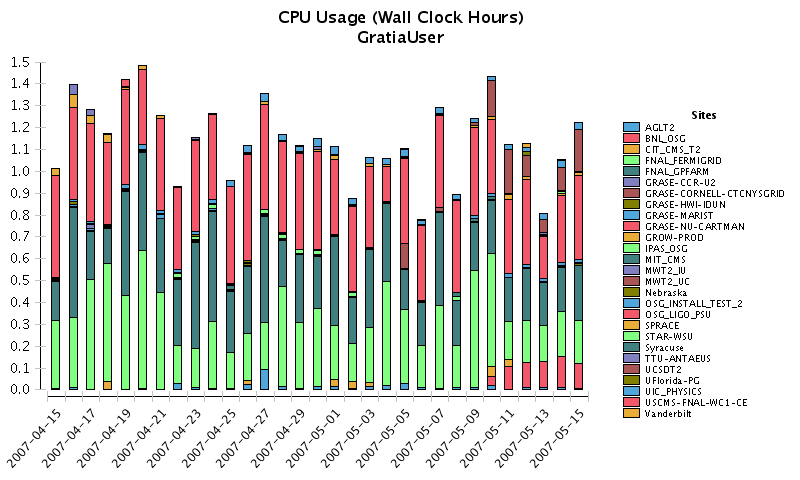 CPU Usage (Wall Clock Hours)
GratiaUser
1.5
1.4
1.3
1.2
1.1
1.0
0.9
0.8
0.7
0.6
0.5
0.4
0.3
0.2
0.1
0.0
2007-04-15
2007-04-17
2007-04-19
2007-04-21
2007-04-23
2007-04-25
2007-04-27
2007-04-29
2007-05-01
2007-05-03
2007-05-05
2007-05-07
2007-05-09
2007-05-11
2007-05-13
2007-05-15
Sites
AGLT2
BNL_OSG
CIT_CMS_T2
FNAL_FERMIGRID
FNAL_GPFARM
GRASE-CCR-U2
GRASE-CORNELL-CTCNYSGRID
GRASE-HWI-IDUN
GRASE-MARIST
GRASE-NU-CARTMAN
GROW-PROD
IPAS_OSG
MIT_CMS
MWT2_IU
MWT2_UC
Nebraska
OSG_INSTALL_TEST_2
OSG_LIGO_PSU
SPRACE
STAR-WSU
Syracuse
TTU-ANTAEUS
UCSDT2
UFlorida-PG
UIC_PHYSICS
USCMS-FNAL-WC1-CE
Vanderbilt